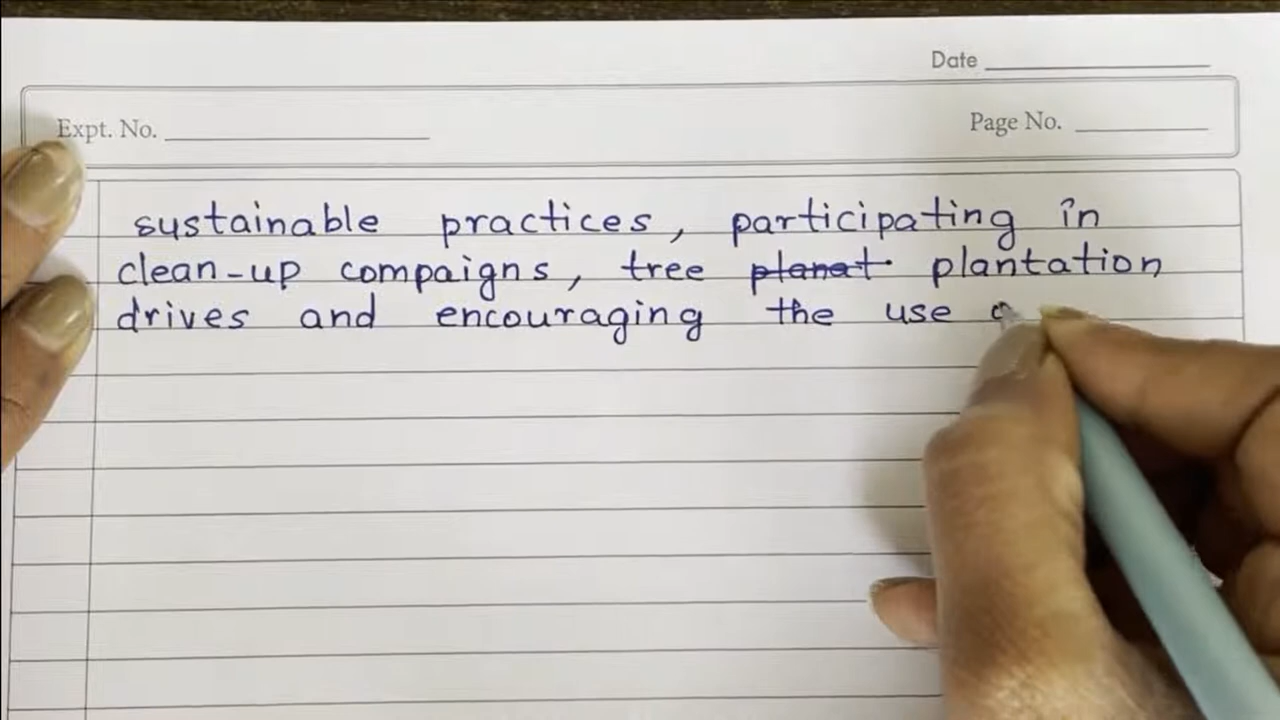 Date
Expt. No.
Page No.
sustainable practices, participating in
clean-up compaigns, tree planet plantation
drives and encouraging the use